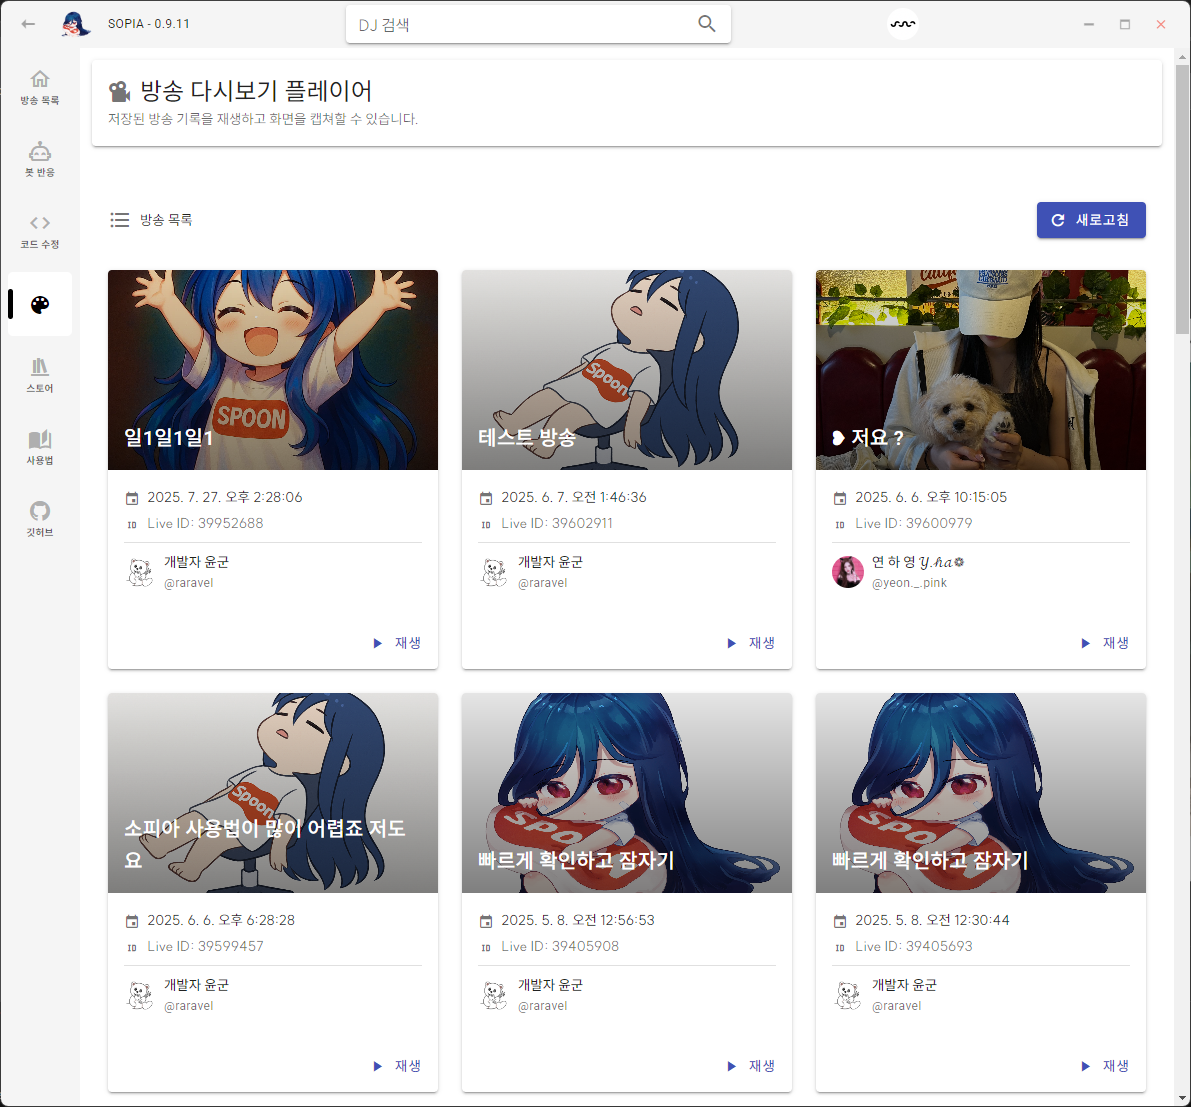 SOPIA - 0.9.11
DJ 검색
방송 목록
봇 반응
코드 수정
스토어
사용법
깃허브
방송 다시보기 플레이어
저장된 방송 기록을 재생하고 화면을 캡쳐할 수 있습니다.
방송 목록
새로고침
SPOON
일1일1일1
2025. 7. 27. 오후 2:28:06
ID Live ID: 39952688
개발자 윤군
@raravel
재생
Spoon
테스트 방송
2025. 6. 7. 오전 1:46:36
ID Live ID: 39602911
개발자 윤군
@raravel
재생
❥ 저요 ?
2025. 6. 6. 오후 10:15:05
ID Live ID: 39600979
연 하 영 𝓨.𝓱𝓪❁
@yeon._.pink
재생
Spoon
소피아 사용법이 많이 어렵죠 저도
요
2025. 6. 6. 오후 6:28:28
ID Live ID: 39599457
개발자 윤군
@raravel
재생
SPOO
빠르게 확인하고 잠자기
2025. 5. 8. 오전 12:56:53
ID Live ID: 39405908
개발자 윤군
@raravel
재생
SPOO
빠르게 확인하고 잠자기
2025. 5. 8. 오전 12:30:44
ID Live ID: 39405693
개발자 윤군
@raravel
재생